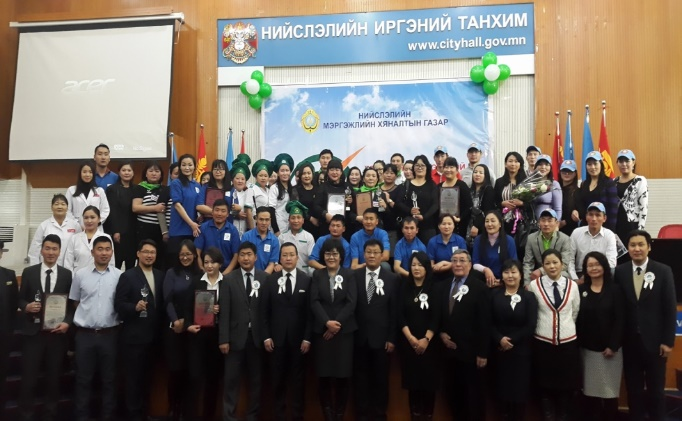 НИЙСЛЭЛИЙН ИРГЭНИЙ ТАНХИМ
www.cityhall.gov.mn
acer
НИЙСЛЭЛИЙН
МЭРГЭЖЛИЙН ХЯНАЛТЫН ГАЗАР